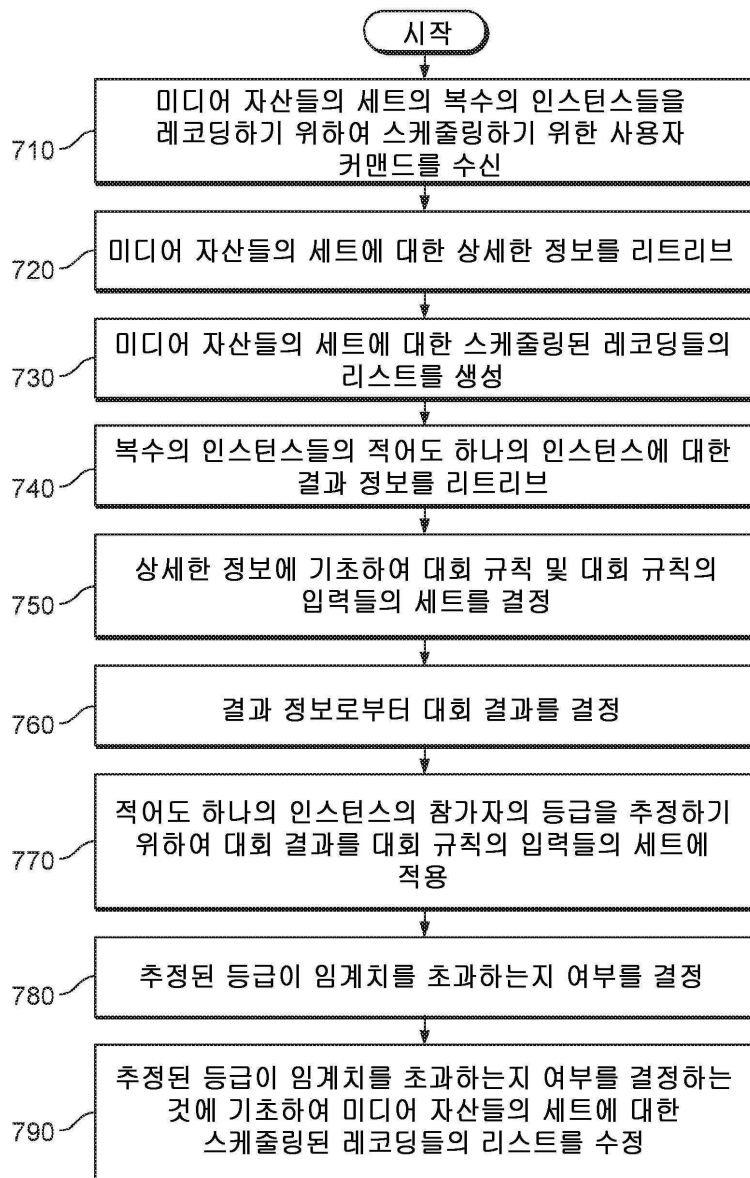 시작
710
미디어 자산들의 세트의 복수의 인스턴스들을
레코딩하기 위하여 스케줄링하기 위한 사용자
커맨드를 수신
720
미디어 자산들의 세트에 대한 상세한 정보를 리트리브
730
미디어 자산들의 세트에 대한 스케줄링된 레코딩들의
리스트를 생성
740
복수의 인스턴스들의 적어도 하나의 인스턴스에 대한
결과 정보를 리트리브
750
상세한 정보에 기초하여 대회 규칙 및 대회 규칙의
입력들의 세트를 결정
760
결과 정보로부터 대회 결과를 결정
770
적어도 하나의 인스턴스의 참가자의 등급을 추정하기
위하여 대회 결과를 대회 규칙의 입력들의 세트에
적용
780
추정된 등급이 임계치를 초과하는지 여부를 결정
790
추정된 등급이 임계치를 초과하는지 여부를 결정하는
것에 기초하여 미디어 자산들의 세트에 대한
스케줄링된 레코딩들의 리스트를 수정